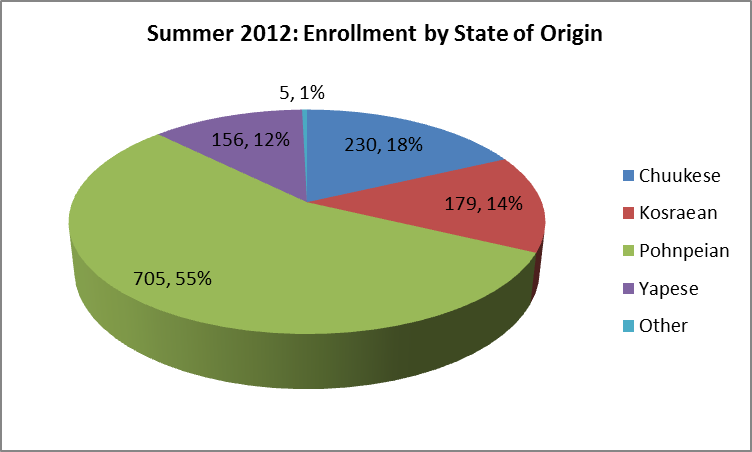 Summer 2012: Enrollment by State of Origin
5, 1%
156, 12%
230, 18%
179, 14%
705, 55%
Chuukese
Kosraean
Pohnpeian
Yapese
Other